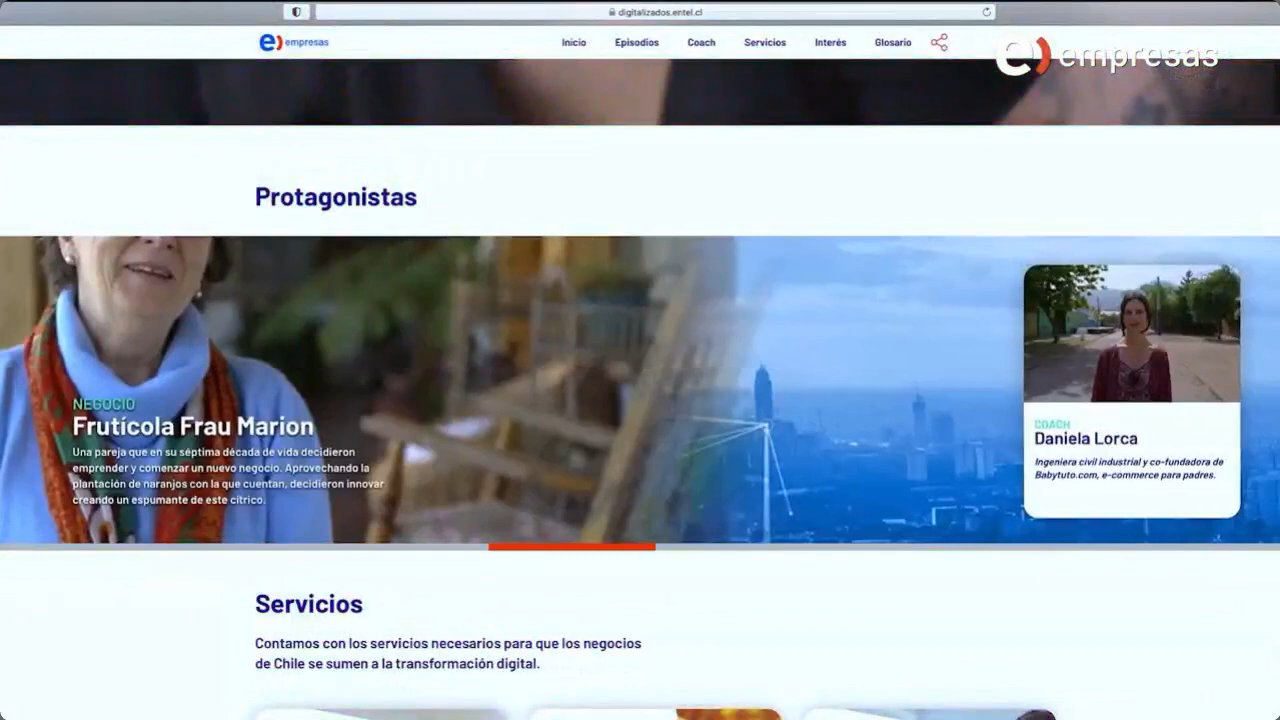 digitalizados.entel.cl
e) empresas
Inicio
Episodios
Coach
Servicios
Interés
Glosario
e) empresas
Protagonistas
NEGOCIO
Frutícola Frau Marion
Una pareja que en su séptima década de vida decidieron
emprender y comenzar un nuevo negocio. Aprovechando la
plantación de naranjos con la que cuentan, decidieron innovar
creando un espumante de este cítrico.
COACH
Daniela Lorca
Ingeniera civil industrial y co-fundadora de
Babytuto.com, e-commerce para padres.
Servicios
Contamos con los servicios necesarios para que los negocios
de Chile se sumen a la transformación digital.